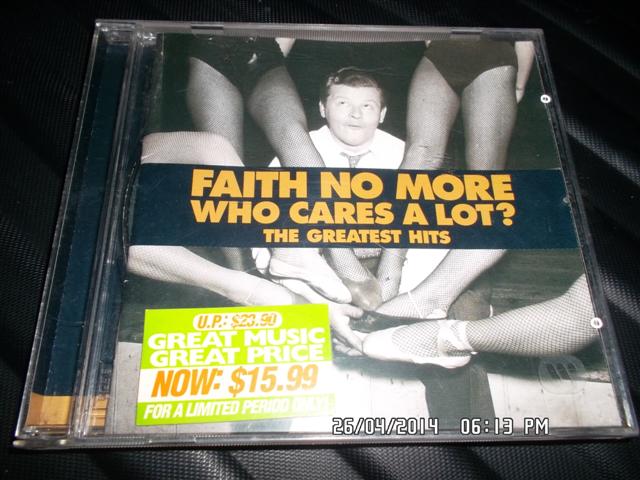 FAITH NO MORE
WHO CARES A LOT?
THE GREATEST HITS
U.P.: $23.90
GREAT MUSIC
GREAT PRICE
NOW: $15.99
FOR A LIMITED PERIOD ONLY!
26/04/2014 06:13 PM